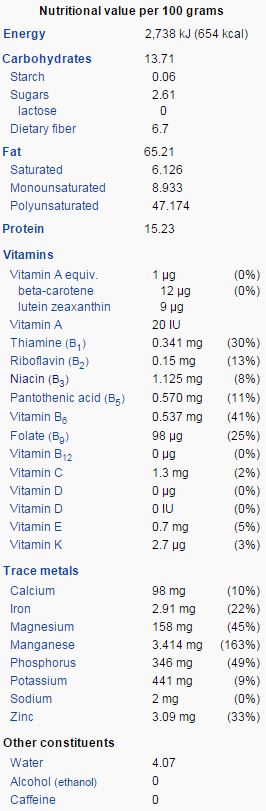 Nutritional value per 100 grams
Energy 2,738 kJ (654 kcal)
Carbohydrates 13.71
Starch 0.06
Sugars 2.61
lactose 0
Dietary fiber 6.7
Fat 65.21
Saturated 6.126
Monounsaturated 8.933
Polyunsaturated 47.174
Protein 15.23
Vitamins
Vitamin A equiv. 1 μg (0%)
beta-carotene 12 μg (0%)
lutein zeaxanthin 9 μg
Vitamin A 20 IU
Thiamine (B1) 0.341 mg (30%)
Riboflavin (B2) 0.15 mg (13%)
Niacin (B3) 1.125 mg (8%)
Pantothenic acid (B5) 0.570 mg (11%)
Vitamin B6 0.537 mg (41%)
Folate (B9) 98 μg (25%)
Vitamin B12 0 μg (0%)
Vitamin C 1.3 mg (2%)
Vitamin D 0 μg (0%)
Vitamin D 0 IU (0%)
Vitamin E 0.7 mg (5%)
Vitamin K 2.7 μg (3%)
Trace metals
Calcium 98 mg (10%)
Iron 2.91 mg (22%)
Magnesium 158 mg (45%)
Manganese 3.414 mg (163%)
Phosphorus 346 mg (49%)
Potassium 441 mg (9%)
Sodium 2 mg (0%)
Zinc 3.09 mg (33%)
Other constituents
Water 4.07
Alcohol (ethanol) 0
Caffeine 0